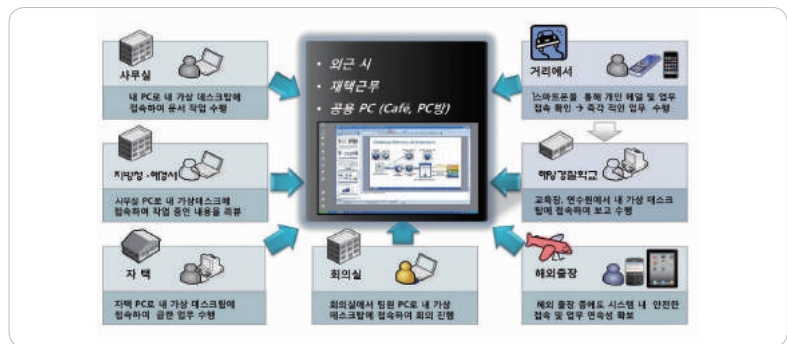 사무실
내 PC로 내 가상 데스크탑에
접속하여 문서 작업 수행
지방청·해경서
사무실 PC로 내 가상데스크에
접속하여 작업 중인 내용을 리뷰
자 택
자택 PC로 내 가상 데스크탑에
접속하여 급한 업무 수행
• 외근 시
• 재택근무
• 공용 PC (Café, PC방)
회의실
회의실에서 팀원 PC로 내 가상
데스크탑에 접속하여 회의 진행
거리에서
스마트폰을 통해 개인 메일 및 업무
접속 확인 → 즉각 적인 업무 수행
해양경찰학교
교육장, 연수원에서 내 가상 데스크
탑에 접속하여 보고 수행
해외출장
해외 출장 중에도 시스템 내 안전한
접속 및 업무 연속성 확보